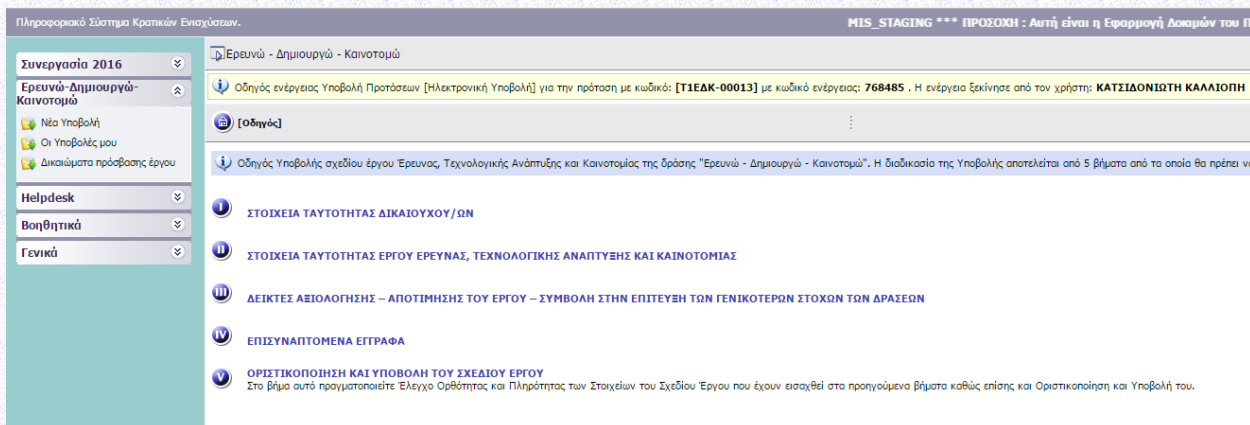 Πληροφοριακό Σύστημα Κρατικών Ενισχύσεων.
MIS_STAGING *** ΠΡΟΣΟΧΗ : Αυτή είναι η Εφαρμογή Δοκιμών του Π
Συνεργασία 2016
Ερευνώ-Δημιουργώ-
Καινοτομώ
Νέα Υποβολή
Οι Υποβολές μου
Δικαιώματα πρόσβασης έργου
Helpdesk
Βοηθητικά
Γενικά
Ερευνώ - Δημιουργώ - Καινοτομώ
Οδηγός ενέργειας Υποβολή Προτάσεων [Ηλεκτρονική Υποβολή] για την πρόταση με κωδικό: [Τ1ΕΔΚ-00013] με κωδικό ενέργειας: 768485 . Η ενέργεια ξεκίνησε από τον χρήστη: ΚΑΤΣΙΔΟΝΙΩΤΗ ΚΑΛΛΙΟΠΗ
[Οδηγός]
Οδηγός Υποβολής σχεδίου έργου Έρευνας, Τεχνολογικής Ανάπτυξης και Καινοτομίας της δράσης "Ερευνώ - Δημιουργώ - Καινοτομώ". Η διαδικασία της Υποβολής αποτελείται από 5 βήματα από τα οποία θα πρέπει να
I ΣΤΟΙΧΕΙΑ ΤΑΥΤΟΤΗΤΑΣ ΔΙΚΑΙΟΥΧΟΥ/ΩΝ
II ΣΤΟΙΧΕΙΑ ΤΑΥΤΟΤΗΤΑΣ ΕΡΓΟΥ ΕΡΕΥΝΑΣ, ΤΕΧΝΟΛΟΓΙΚΗΣ ΑΝΑΠΤΥΞΗΣ ΚΑΙ ΚΑΙΝΟΤΟΜΙΑΣ
III ΔΕΙΚΤΕΣ ΑΞΙΟΛΟΓΗΣΗΣ – ΑΠΟΤΙΜΗΣΗΣ ΤΟΥ ΕΡΓΟΥ – ΣΥΜΒΟΛΗ ΣΤΗΝ ΕΠΙΤΕΥΞΗ ΤΩΝ ΓΕΝΙΚΟΤΕΡΩΝ ΣΤΟΧΩΝ ΤΩΝ ΔΡΑΣΕΩΝ
IV ΕΠΙΣΥΝΑΠΤΟΜΕΝΑ ΕΓΓΡΑΦΑ
V ΟΡΙΣΤΙΚΟΠΟΙΗΣΗ ΚΑΙ ΥΠΟΒΟΛΗ ΤΟΥ ΣΧΕΔΙΟΥ ΕΡΓΟΥ
Στο βήμα αυτό πραγματοποιείτε Έλεγχο Ορθότητας και Πληρότητας των Στοιχείων του Σχεδίου Έργου που έχουν εισαχθεί στα προηγούμενα βήματα καθώς επίσης και Οριστικοποίηση και Υποβολή του.